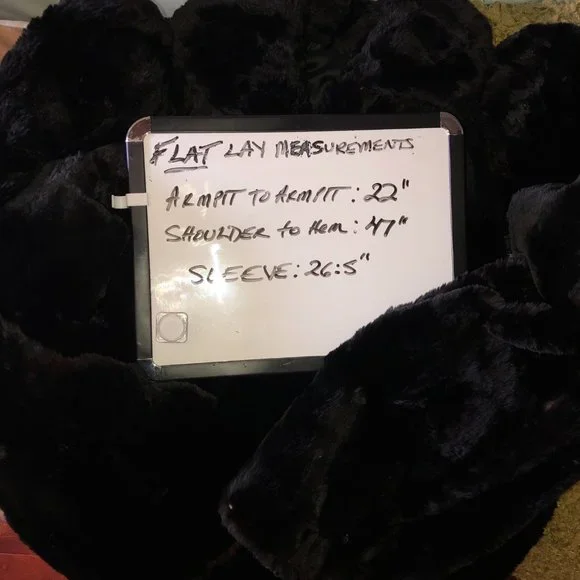 FLAT LAY MEASUREMENTS
ARMPIT TO ARMPIT: 22"
SHOULDER to Hem: 47"
SLEEVE: 26:5"